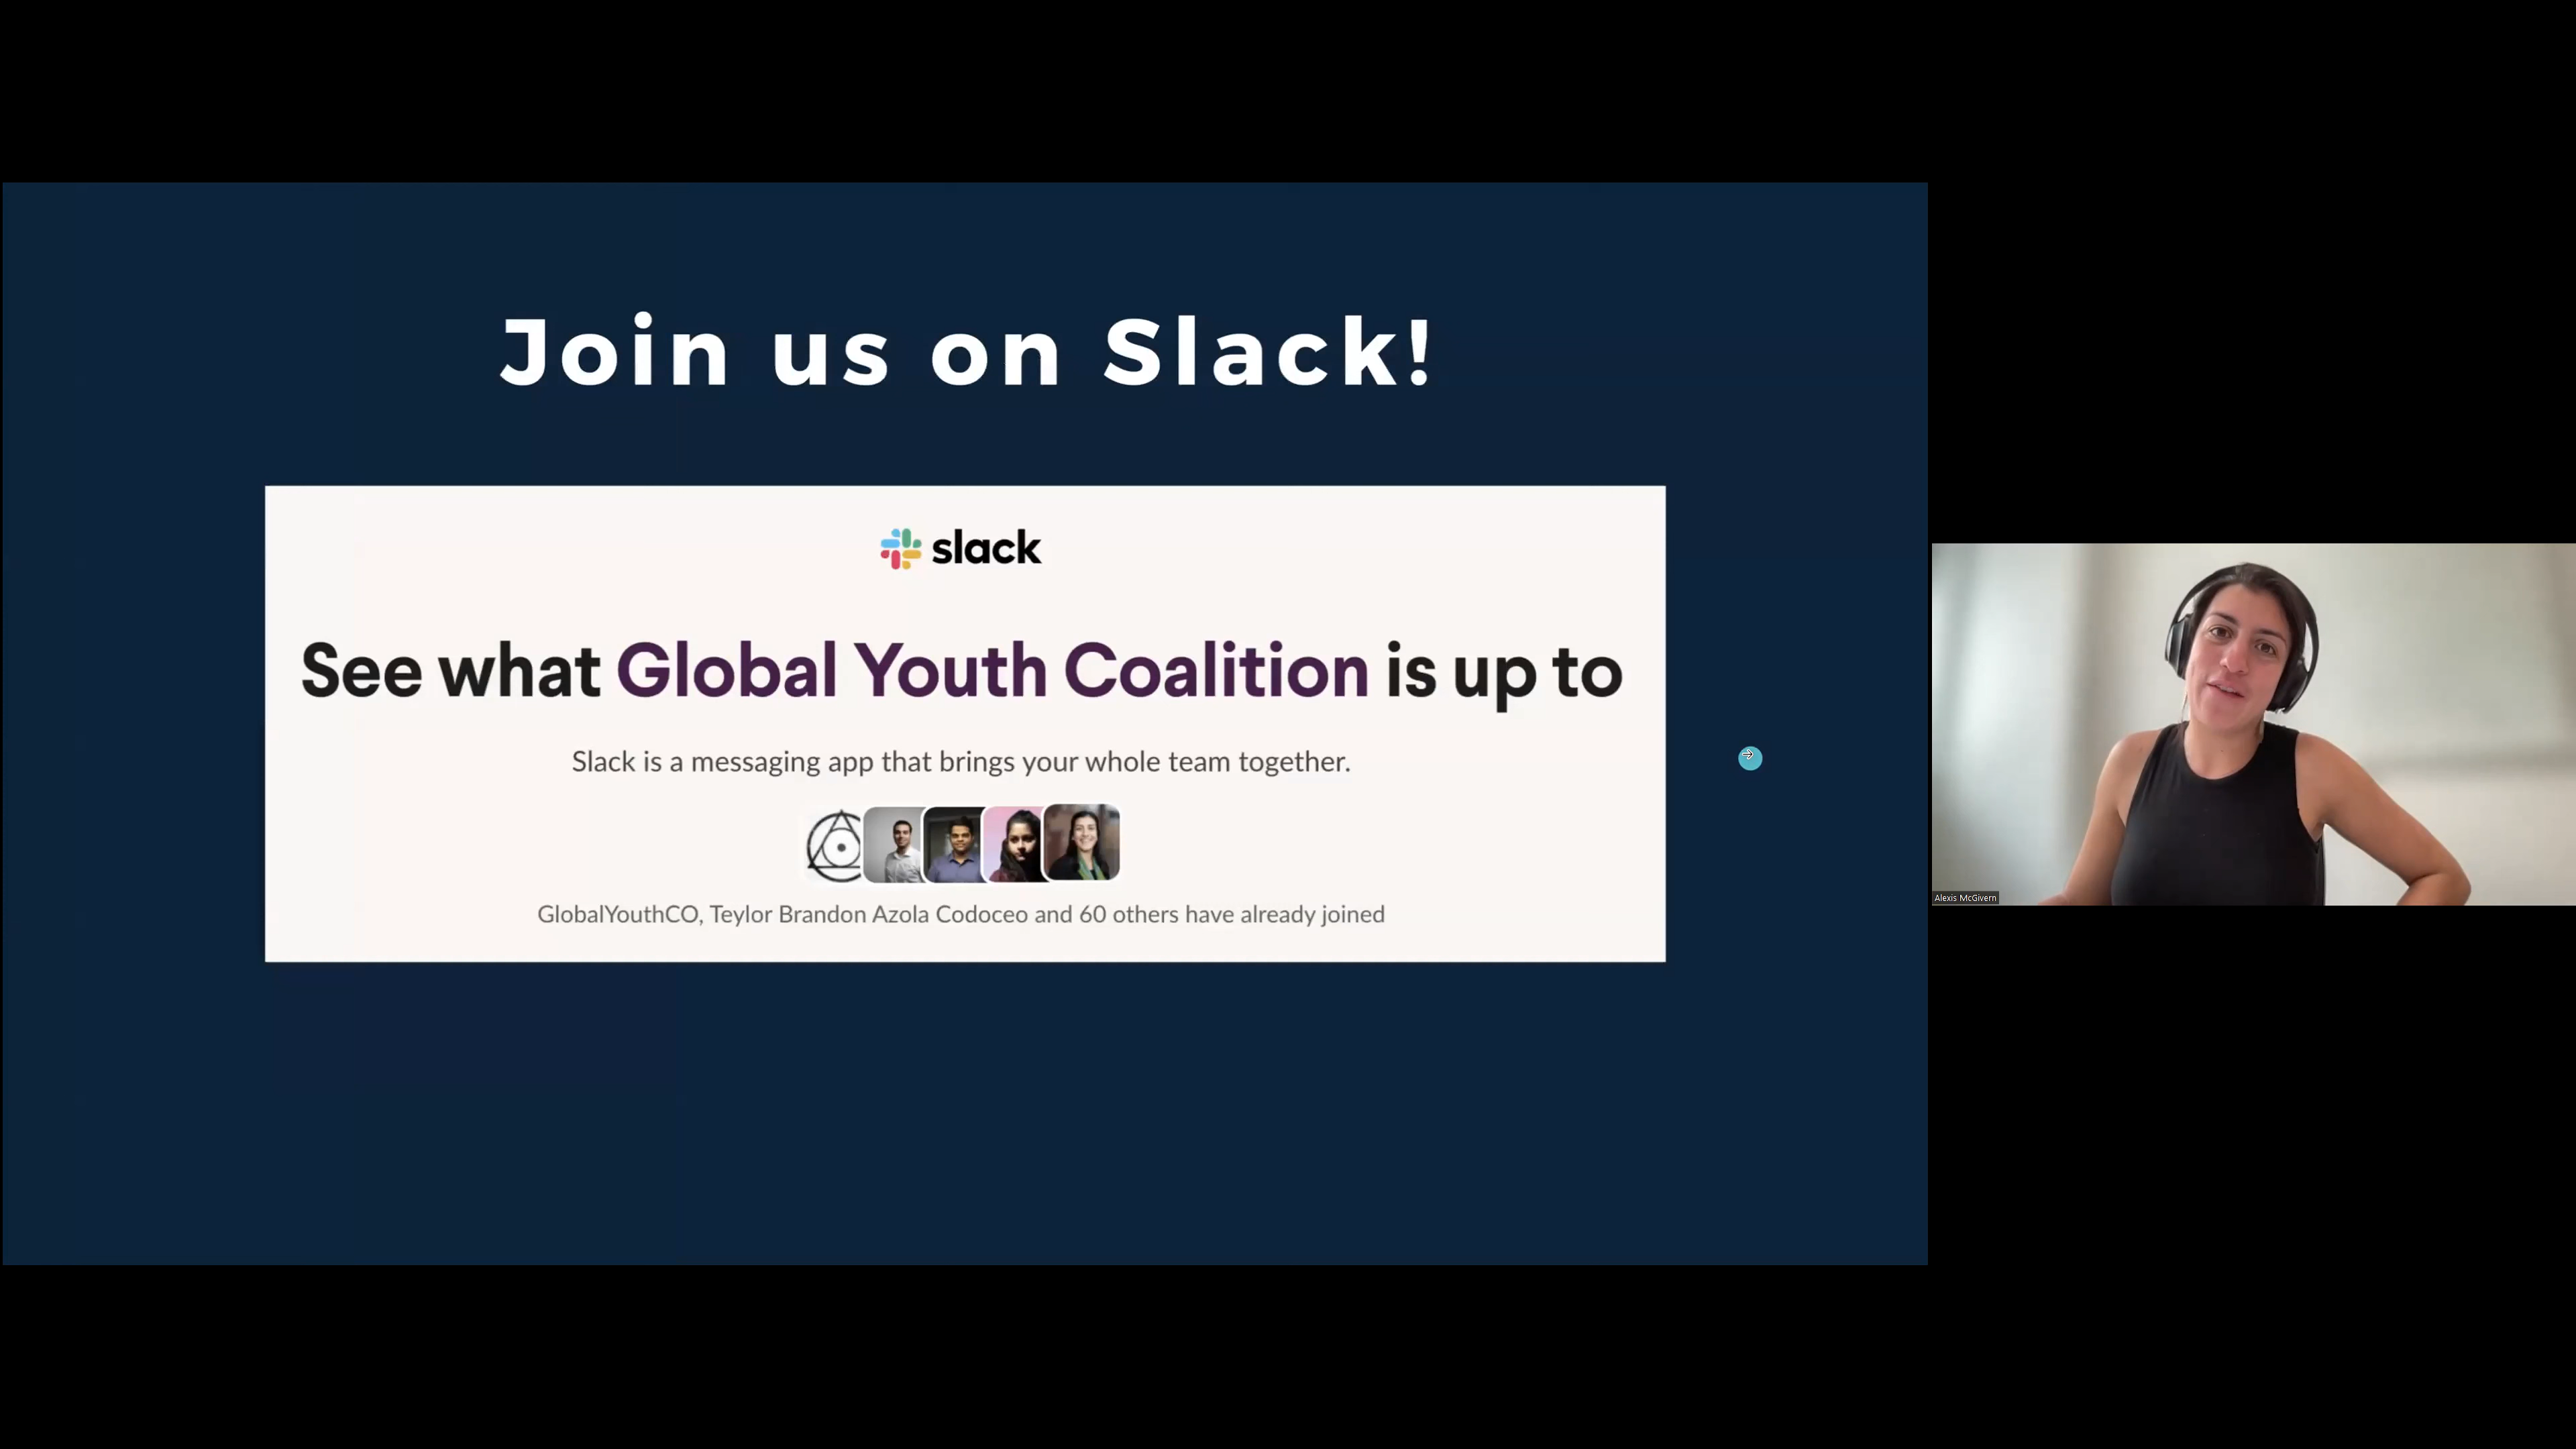 Join us on Slack!
slack
See what Global Youth Coalition is up to
Slack is a messaging app that brings your whole team together.
GlobalYouthCO, Teylor Brandon Azola Codoceo and 60 others have already joined
Alexis McGivern